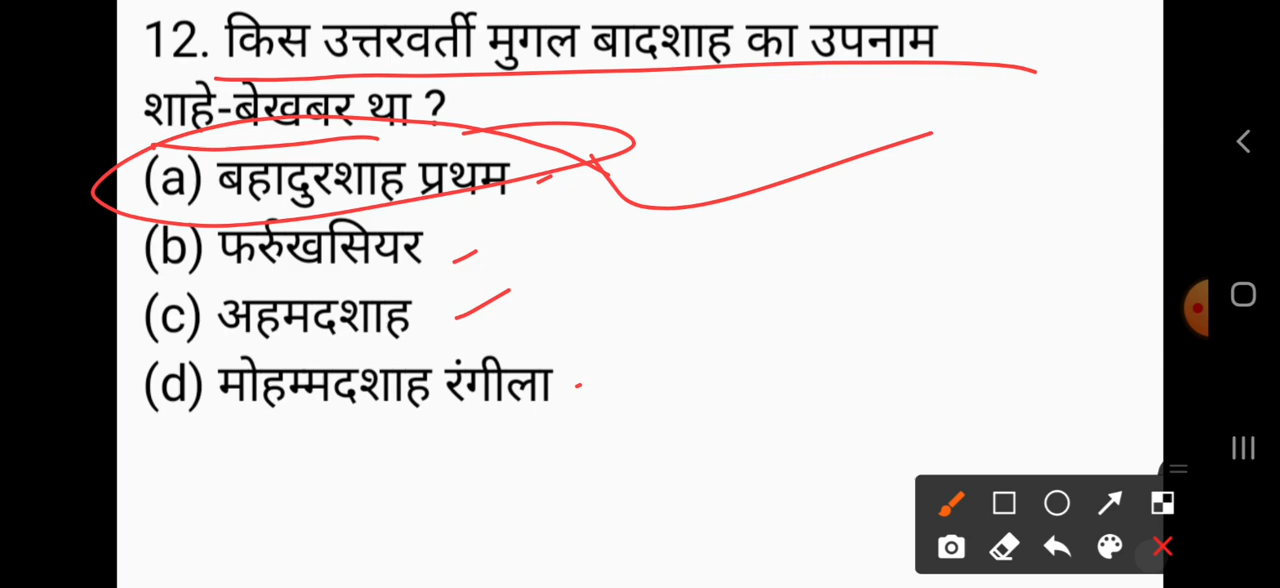 12. किस उत्तरवर्ती मुगल बादशाह का उपनाम
शाहे-बेखबर था ?
(a) बहादुरशाह प्रथम
(b) फर्रुखसियर
(c) अहमदशाह
(d) मोहम्मदशाह रंगीला